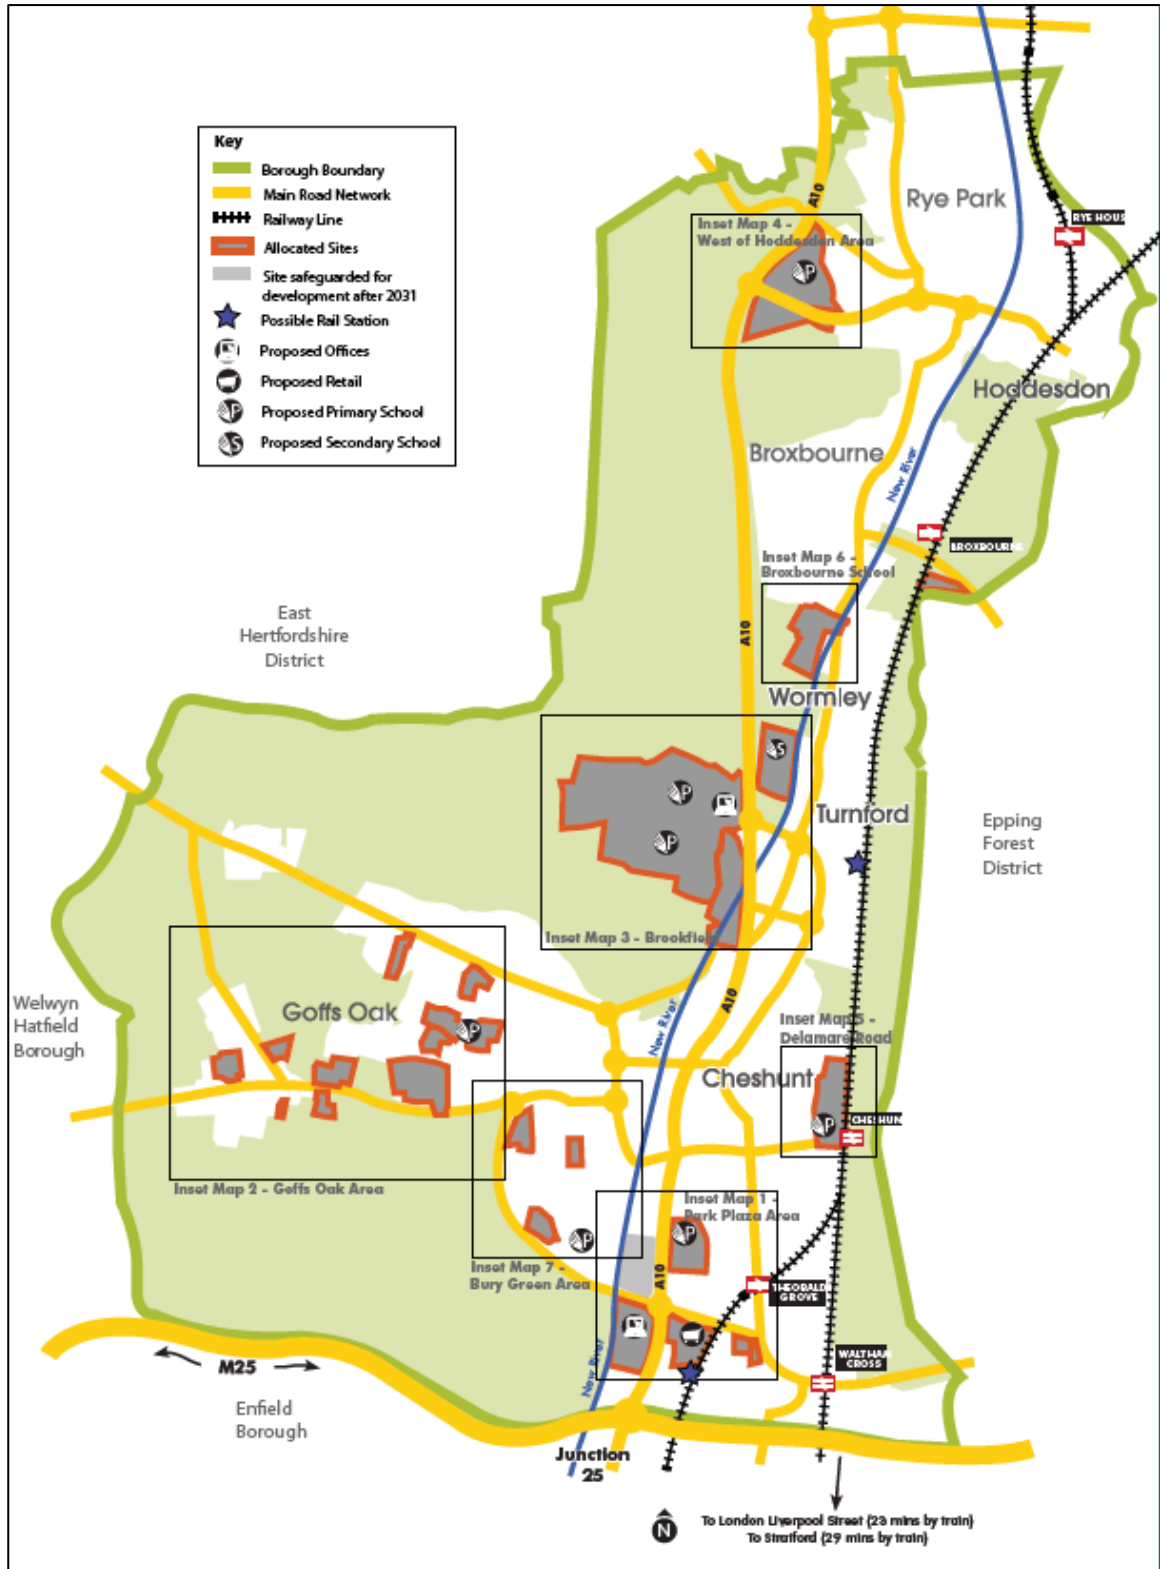 Key
Borough Boundary
Main Road Network
Railway Line
Allocated Sites
Site safeguarded for
development after 2031
Possible Rail Station
Proposed Offices
Proposed Retail
P
Proposed Primary School
S
Proposed Secondary School
A10
Rye Park
RYE HOUS
Inset Map 4 -
West of Hoddesdon Area
P
Hoddesdon
Broxbourne
New River
BROXBOURNE
Inset Map 6 -
Broxbourne School
East
Hertfordshire
District
A10
Wormley
S
P
P
Turnford
Epping
Forest
District
Inset Map 3 - Brookfield
Welwyn
Hatfield
Borough
Goffs Oak
P
New River
A10
Inset Map 5 -
Delamare Road
Cheshunt
P
CHESHUN
Inset Map 2 - Goffs Oak Area
Inset Map 1 -
Park Plaza Area
P
P
Inset Map 7 -
Bury Green Area
A10
THEOBALD
GROVE
WALTHAM
CROSS
New River
M25
Enfield
Borough
Junction
25
N
To London Liverpool Street (23 mins by train)
To Stratford (29 mins by train)